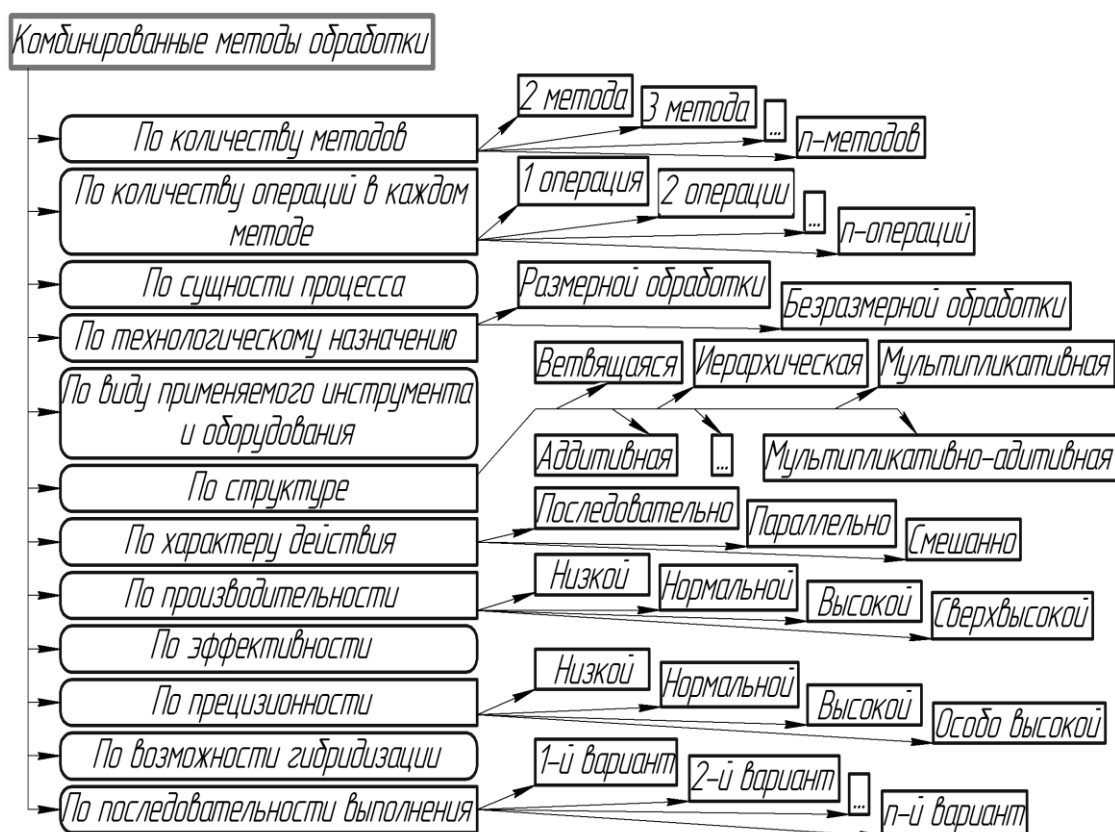 Комбинированные методы обработки
По количеству методов
2 метода
3 метода
...
n-методов
По количеству операций в каждом
методе
1 операция
2 операции
...
n-операций
По сущности процесса
По технологическому назначению
Размерной обработки
Безразмерной обработки
По виду применяемого инструмента
и оборудования
По структуре
Ветвящаяся
Иерархическая
Мультипликативная
Аддитивная
...
Мультипликативно-адитивная
По характеру действия
Последовательно
Параллельно
Смешанно
По производительности
Низкой
Нормальной
Высокой
Сверхвысокой
По эффективности
По прецизионности
Низкой
Нормальной
Высокой
Особо высокой
По возможности гибридизации
По последовательности выполнения
1-й вариант
2-й вариант
...
n-й вариант